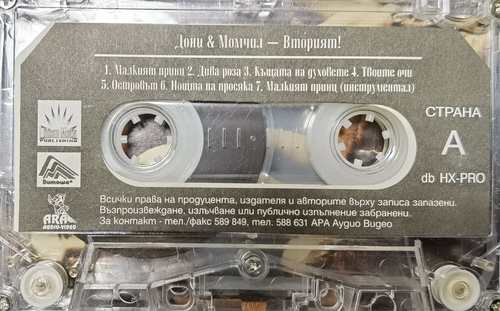 Дони & Момчил — Вторият!
1. Малкият принц 2. Дива роза 3. Къщата на духовете 4. Твоите очи
5. Островът 6. Нощта на просяка 7. Малкият принц (инструментал)
PUBLISHING
Витоша
АРА
AUDIO-VIDEO
СТРАНА
А
db HX-PRO
Всички права на продуцента, издателя и авторите върху записа запазени.
Възпроизвеждане, излъчване или публично изпълнение забранени.
За контакт - тел./факс 589 849, тел. 588 631 АРА Аудио Видео